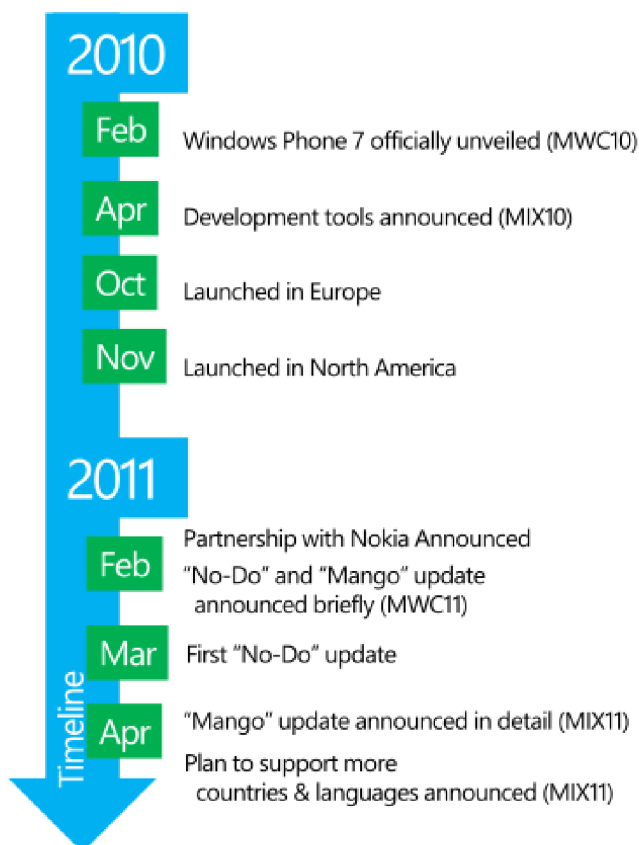 2010
Feb
Windows Phone 7 officially unveiled (MWC10)
Apr
Development tools announced (MIX10)
Oct
Launched in Europe
Nov
Launched in North America
2011
Feb
Partnership with Nokia Announced
“No-Do” and “Mango” update
announced briefly (MWC11)
Mar
First “No-Do” update
Apr
“Mango” update announced in detail (MIX11)
Plan to support more
countries & languages announced (MIX11)
Timeline